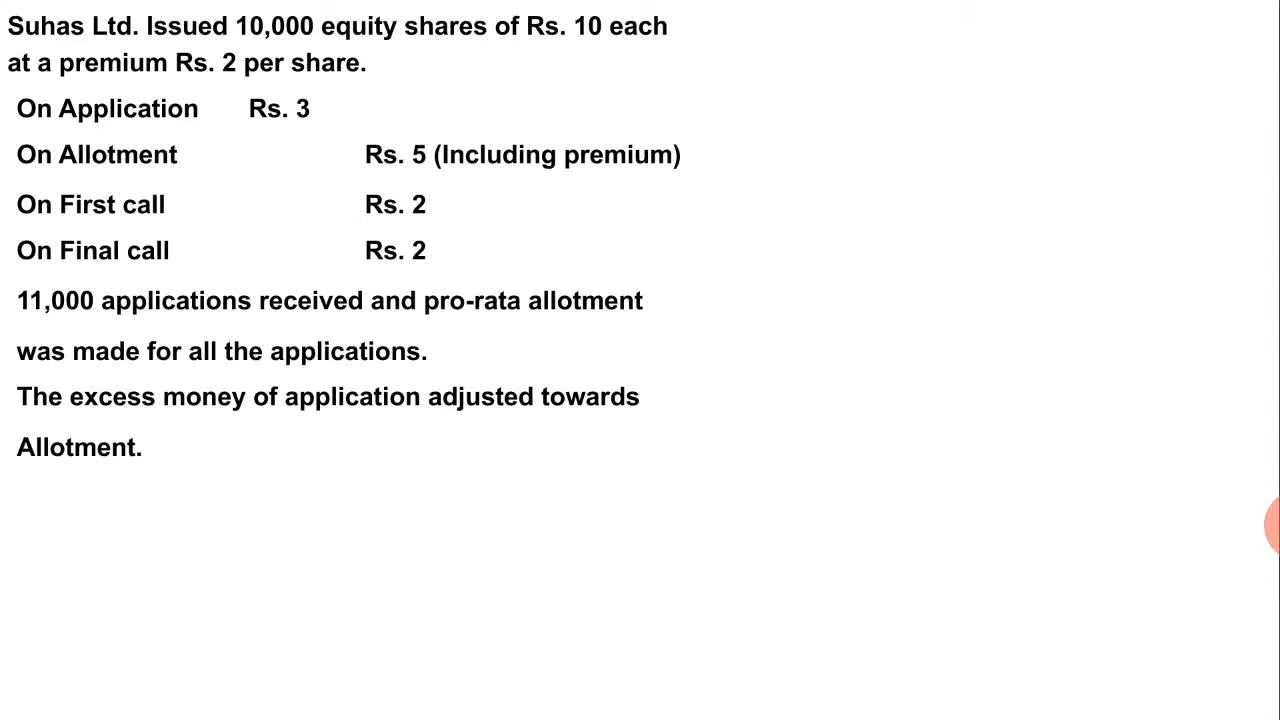 Suhas Ltd. Issued 10,000 equity shares of Rs. 10 each
at a premium Rs. 2 per share.
On Application Rs. 3
On Allotment Rs. 5 (Including premium)
On First call Rs. 2
On Final call Rs. 2
11,000 applications received and pro-rata allotment
was made for all the applications.
The excess money of application adjusted towards
Allotment.